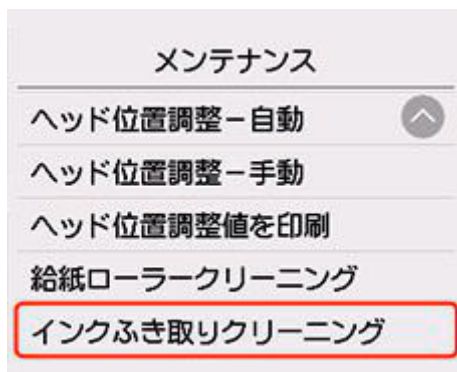 メンテナンス
ヘッド位置調整－自動
ヘッド位置調整－手動
ヘッド位置調整値を印刷
給紙ローラークリーニング
インクふき取りクリーニング